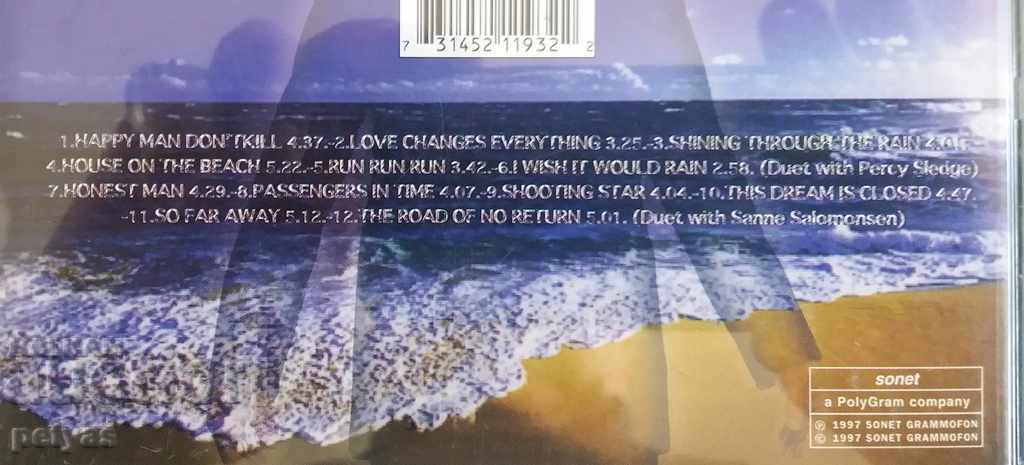 7 31452 11932 2
1.HAPPY MAN DON'T KILL 4.37.-2.LOVE CHANGES EVERYTHING 3.25.-3.SHINING THROUGH THE RAIN 4.01.-
4.HOUSE ON THE BEACH 5.22.-5.RUN RUN RUN 3.42.-6.I WISH IT WOULD RAIN 2.58. (Duet with Percy Sledge)
7.HONEST MAN 4.29.-8.PASSENGERS IN TIME 4.07.-9.SHOOTING STAR 4.04.-10.THIS DREAM IS CLOSED 4.47.
-11.SO FAR AWAY 5.12.-12.THE ROAD OF NO RETURN 5.01. (Duet with Sanne Salomonsen)
sonet
a PolyGram company
℗ 1997 SONET GRAMMOFON
© 1997 SONET GRAMMOFON
petyas